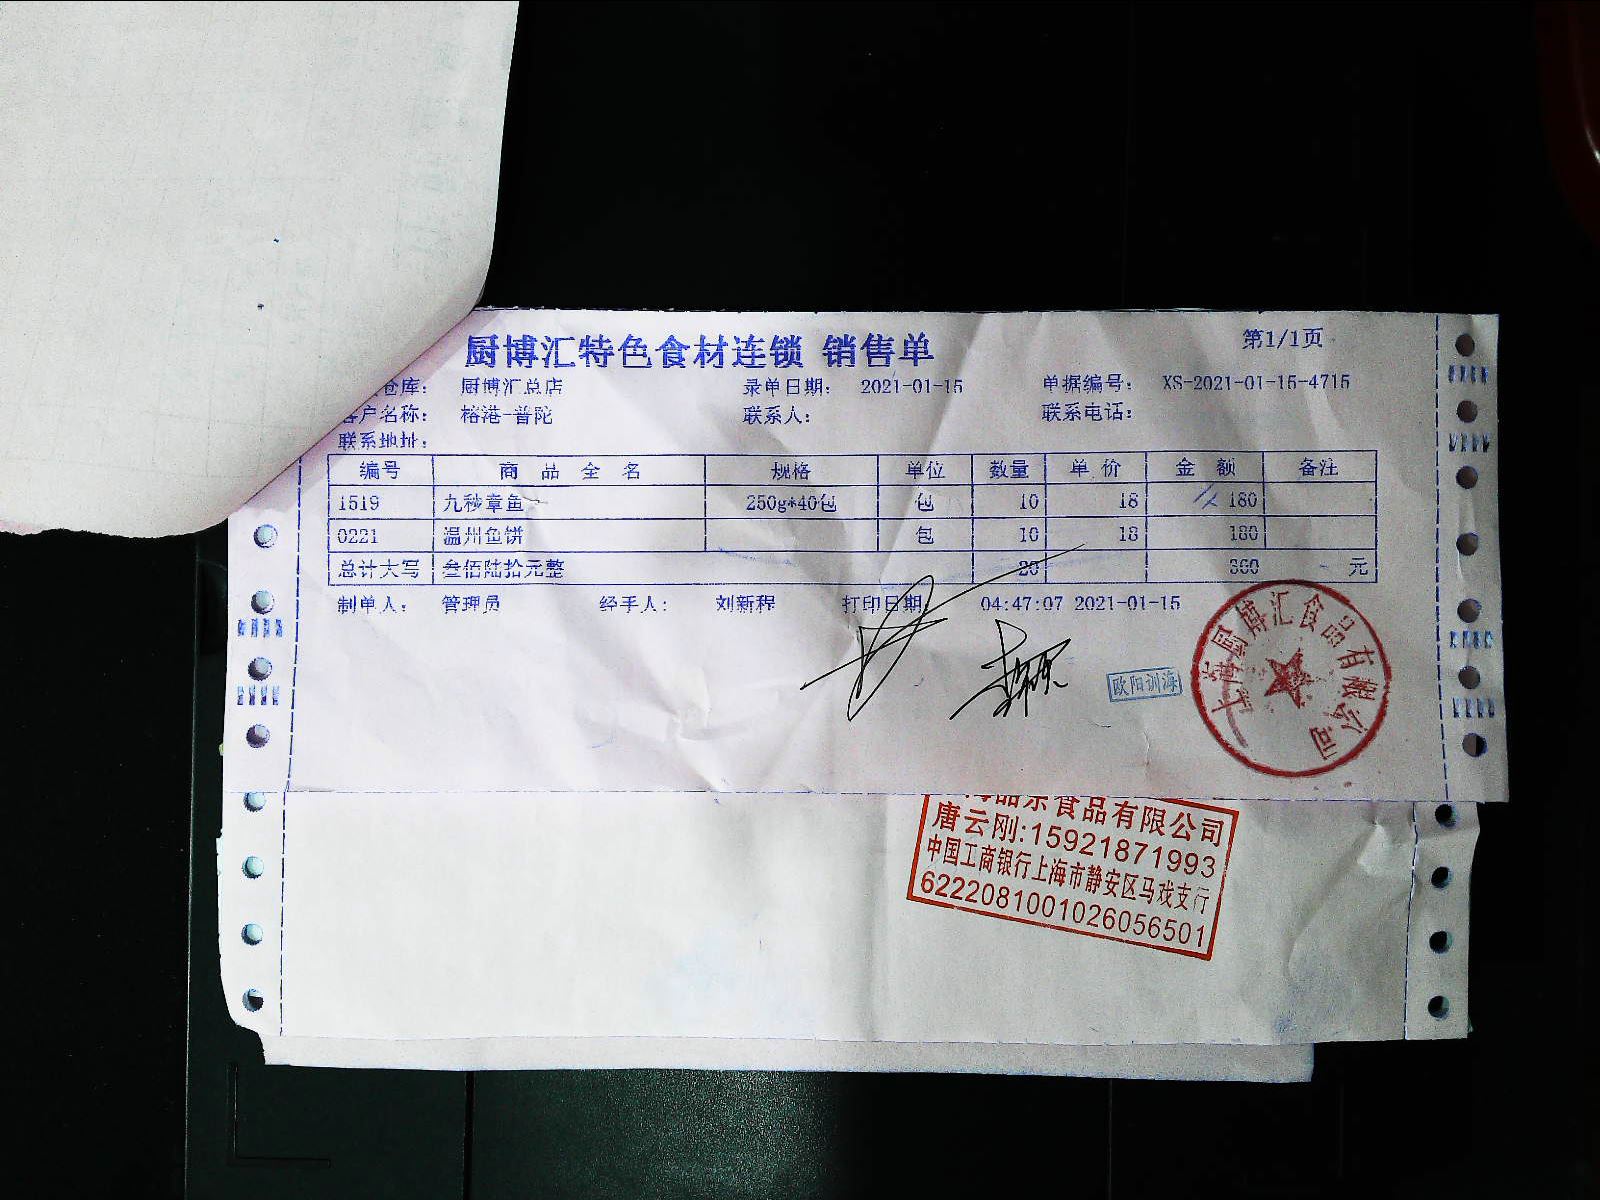 厨博汇特色食材连锁 销售单 第1/1页
仓库： 厨博汇总店 录单日期： 2021-01-15 单据编号： XS-2021-01-15-4715
客户名称： 榕港-普陀 联系人： 联系电话：
联系地址：
编号 商品全名 规格 单位 数量 单价 金额 备注
1519 九秒章鱼 250g*40包 包 10 18 180
0221 温州鱼饼 包 10 18 180
总计大写 叁佰陆拾元整 20 360 元
制单人： 管理员 经手人： 刘新程 打印日期： 04:47:07 2021-01-15
欧阳训海
上海厨博汇食品有限公司
食品有限公司
唐云刚:15921871993
中国工商银行上海市静安区马戏支行
6222081001026056501